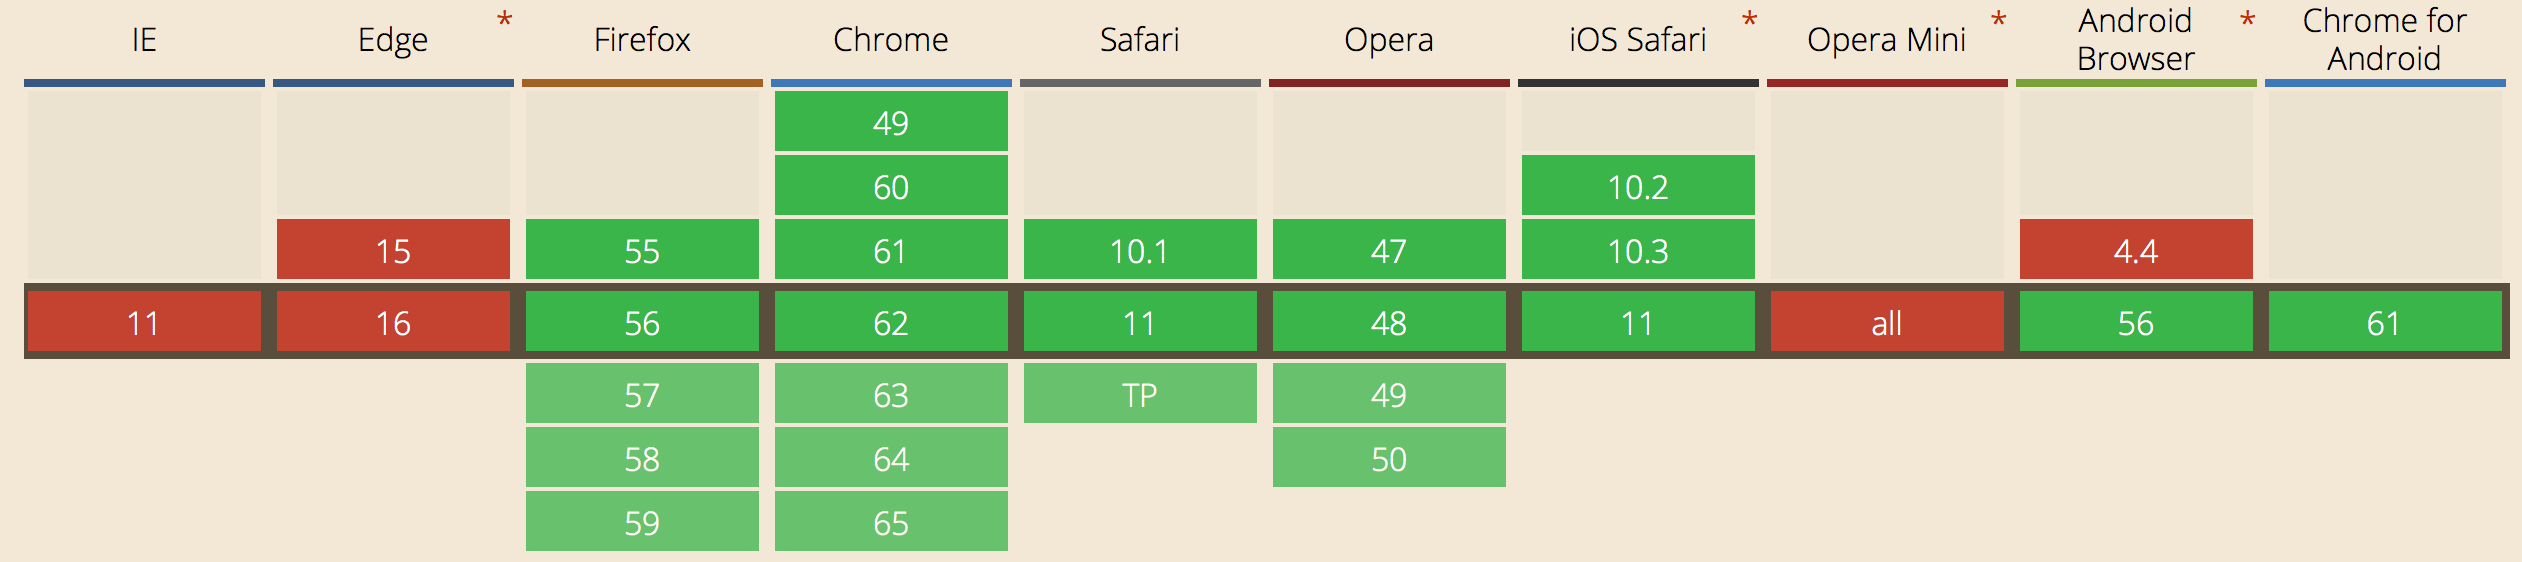 IE Edge * Firefox Chrome Safari Opera iOS Safari * Opera Mini * Android Browser * Chrome for Android
49
60 10.2
15 55 61 10.1 47 10.3 4.4
11 16 56 62 11 48 11 all 56 61
57 63 TP 49
58 64 50
59 65